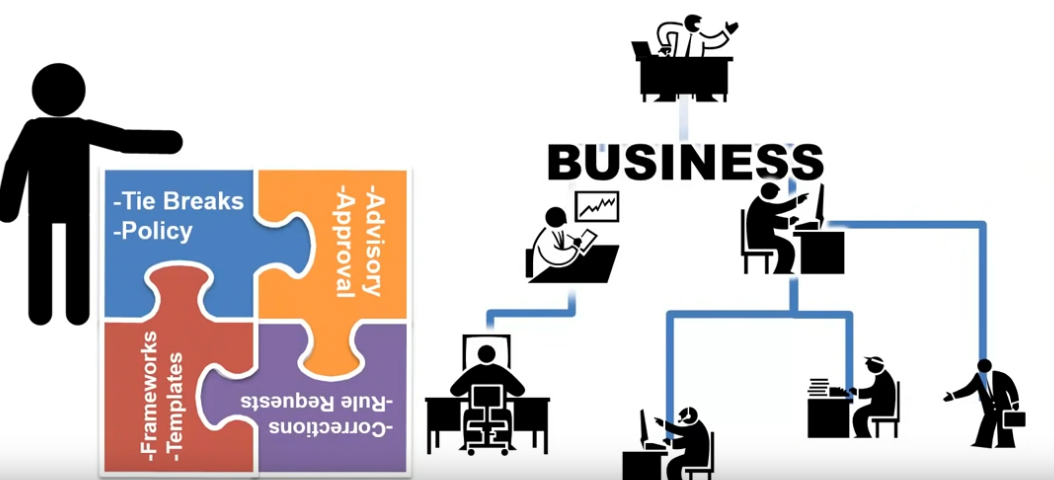 BUSINESS
-Tie Breaks
-Policy
-Advisory
-Approval
-Frameworks
-Templates
-Corrections
-Rule Requests